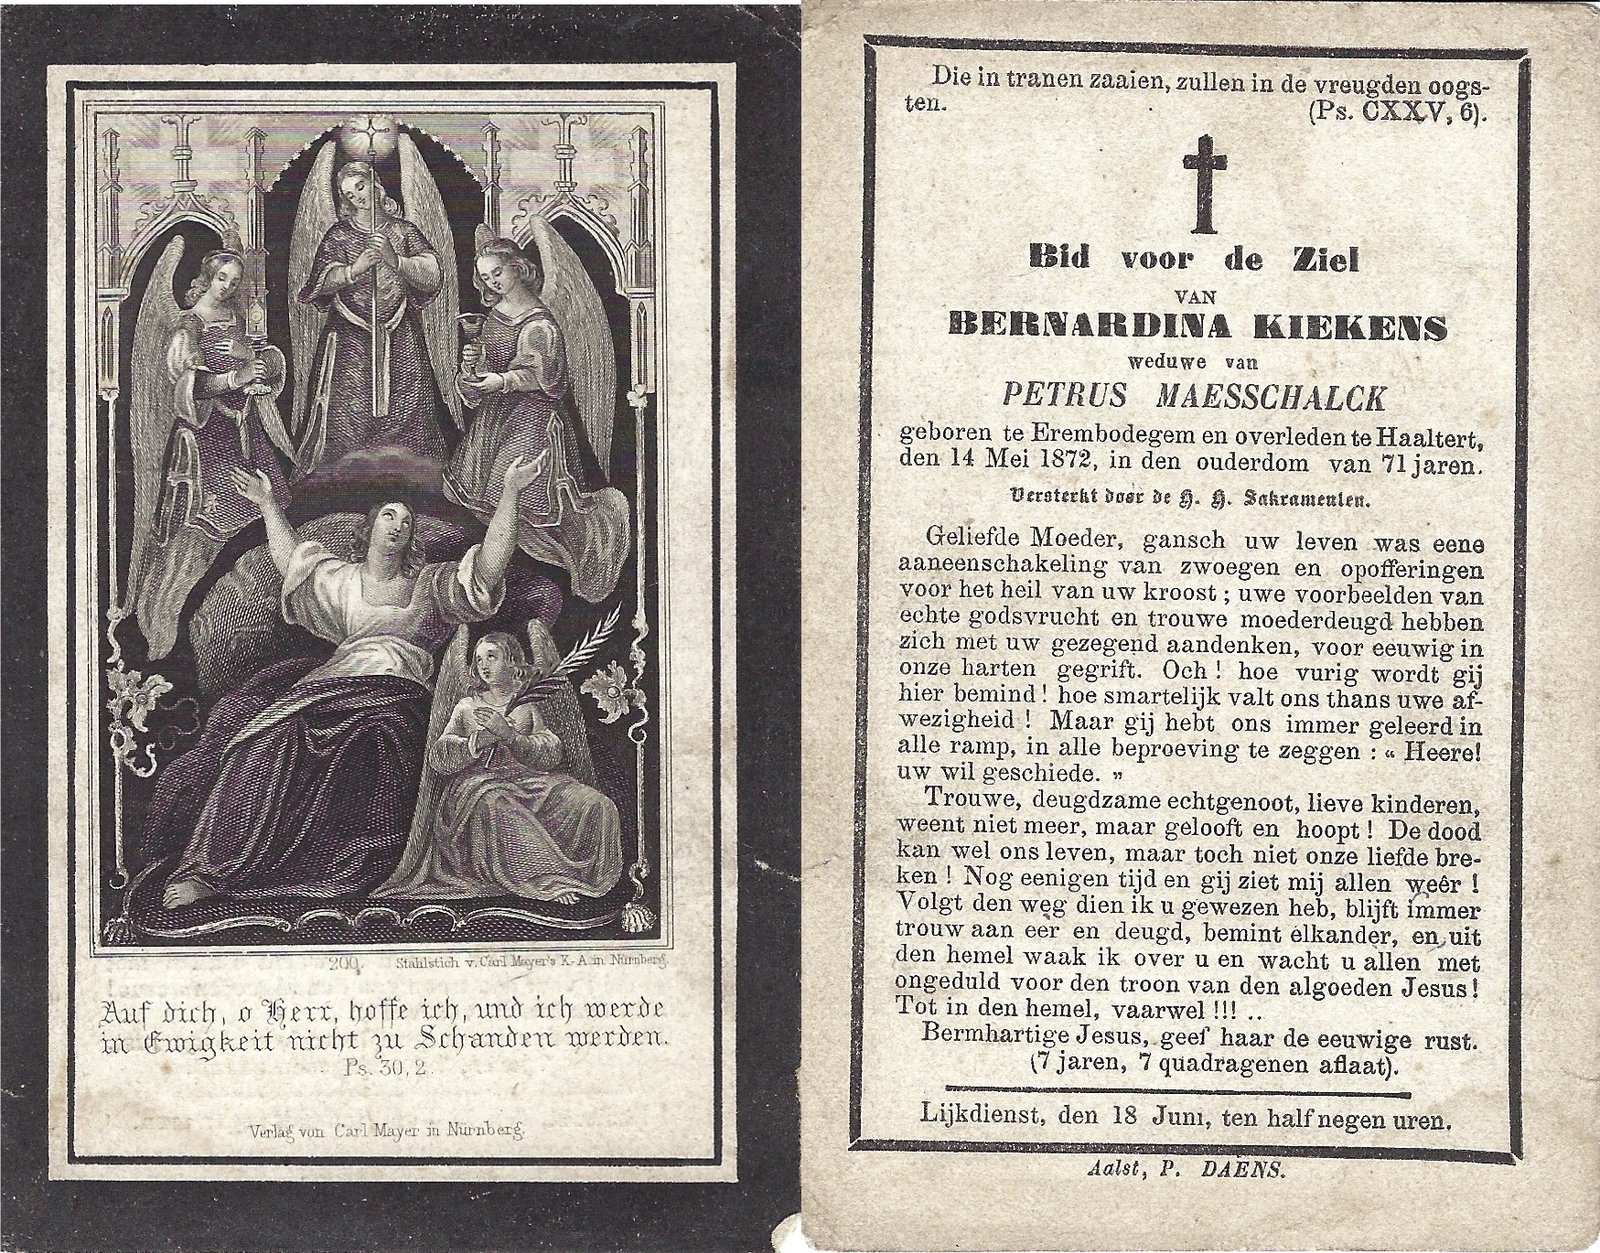 200. Stahlstich v. Carl Mayer's K.-A. in Nürnberg.
Auf dich, o Herr, hoffe ich, und ich werde
in Ewigkeit nicht zu Schanden werden.
Ps. 30, 2.
Verlag von Carl Mayer in Nürnberg.
Die in tranen zaaien, zullen in de vreugden oogs-
ten. (Ps. CXXV, 6).
Bid voor de Ziel
VAN
BERNARDINA KIEKENS
weduwe van
PETRUS MAESSCHALCK
geboren te Erembodegem en overleden te Haaltert,
den 14 Mei 1872, in den ouderdom van 71 jaren.
Versterkt door de H. H. Sakramenten.
Geliefde Moeder, gansch uw leven was eene
aaneenschakeling van zwoegen en opofferingen
voor het heil van uw kroost ; uwe voorbeelden van
echte godsvrucht en trouwe moederdeugd hebben
zich met uw gezegend aandenken, voor eeuwig in
onze harten gegrift. Och ! hoe vurig wordt gij
hier bemind ! hoe smartelijk valt ons thans uwe af-
wezigheid ! Maar gij hebt ons immer geleerd in
alle ramp, in alle beproeving te zeggen : « Heere!
uw wil geschiede. »
Trouwe, deugdzame echtgenoot, lieve kinderen,
weent niet meer, maar gelooft en hoopt ! De dood
kan wel ons leven, maar toch niet onze liefde bre-
ken ! Nog eenigen tijd en gij ziet mij allen weêr !
Volgt den weg dien ik u gewezen heb, blijft immer
trouw aan eer en deugd, bemint elkander, en uit
den hemel waak ik over u en wacht u allen met
ongeduld voor den troon van den algoeden Jesus !
Tot in den hemel, vaarwel !!! ..
Bermhartige Jesus, geef haar de eeuwige rust.
(7 jaren, 7 quadragenen aflaat).
Lijkdienst, den 18 Juni, ten half negen uren.
Aalst, P. DAENS.